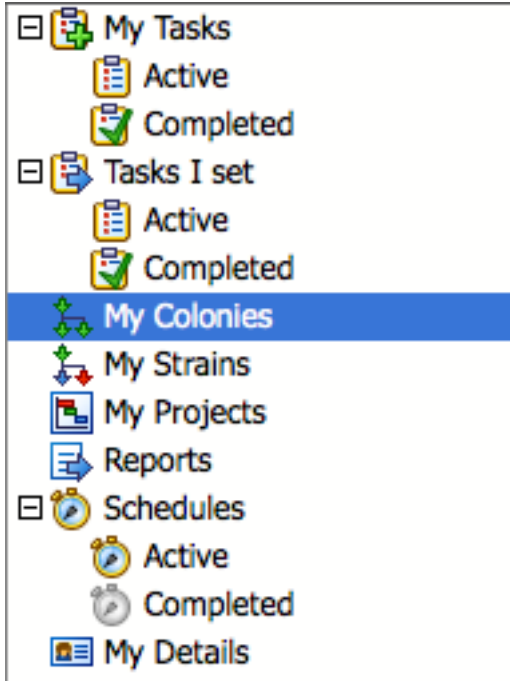 My Tasks
Active
Completed
Tasks I set
Active
Completed
My Colonies
My Strains
My Projects
Reports
Schedules
Active
Completed
My Details